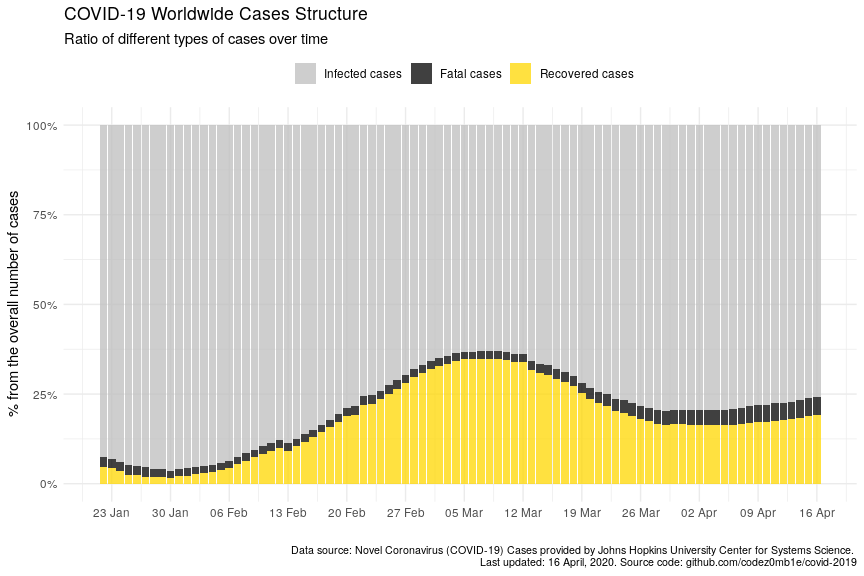 COVID-19 Worldwide Cases Structure
Ratio of different types of cases over time
Infected cases Fatal cases Recovered cases
% from the overall number of cases
100%
75%
50%
25%
0%
23 Jan 30 Jan 06 Feb 13 Feb 20 Feb 27 Feb 05 Mar 12 Mar 19 Mar 26 Mar 02 Apr 09 Apr 16 Apr
Data source: Novel Coronavirus (COVID-19) Cases provided by Johns Hopkins University Center for Systems Science.
Last updated: 16 April, 2020. Source code: github.com/codez0mb1e/covid-2019